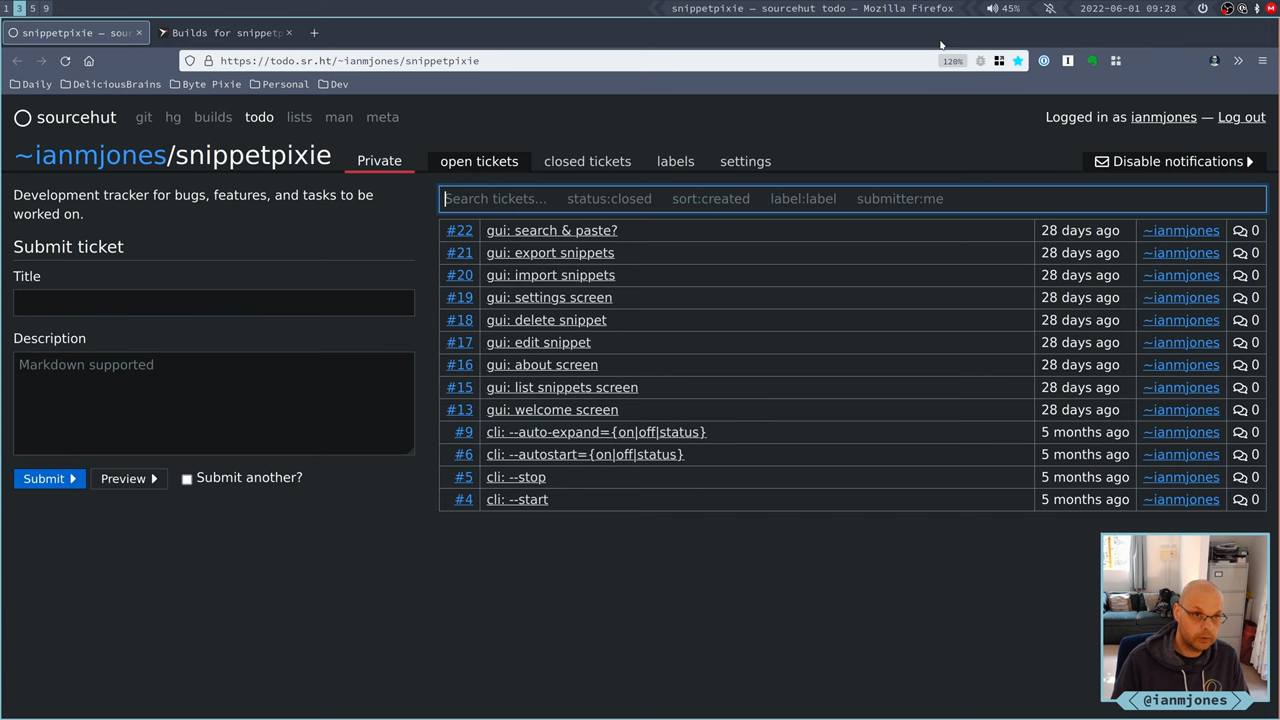 1 3 5 9
snippetpixie — sourcehut todo — Mozilla Firefox
45%
2022-06-01 09:28
snippetpixie — sour
Builds for snippetp
https://todo.sr.ht/~ianmjones/snippetpixie
120%
Daily DeliciousBrains Byte Pixie Personal Dev
sourcehut git hg builds todo lists man meta
Logged in as ianmjones — Log out
~ianmjones/snippetpixie Private open tickets closed tickets labels settings
Disable notifications
Development tracker for bugs, features, and tasks to be
worked on.
Submit ticket
Title
Description
Markdown supported
Submit Preview Submit another?
Search tickets... status:closed sort:created label:label submitter:me
#22 gui: search & paste? 28 days ago ~ianmjones 0
#21 gui: export snippets 28 days ago ~ianmjones 0
#20 gui: import snippets 28 days ago ~ianmjones 0
#19 gui: settings screen 28 days ago ~ianmjones 0
#18 gui: delete snippet 28 days ago ~ianmjones 0
#17 gui: edit snippet 28 days ago ~ianmjones 0
#16 gui: about screen 28 days ago ~ianmjones 0
#15 gui: list snippets screen 28 days ago ~ianmjones 0
#13 gui: welcome screen 28 days ago ~ianmjones 0
#9 cli: --auto-expand={on|off|status} 5 months ago ~ianmjones 0
#6 cli: --autostart={on|off|status} 5 months ago ~ianmjones 0
#5 cli: --stop 5 months ago ~ianmjones 0
#4 cli: --start 5 months ago ~ianmjones 0
@ianmjones